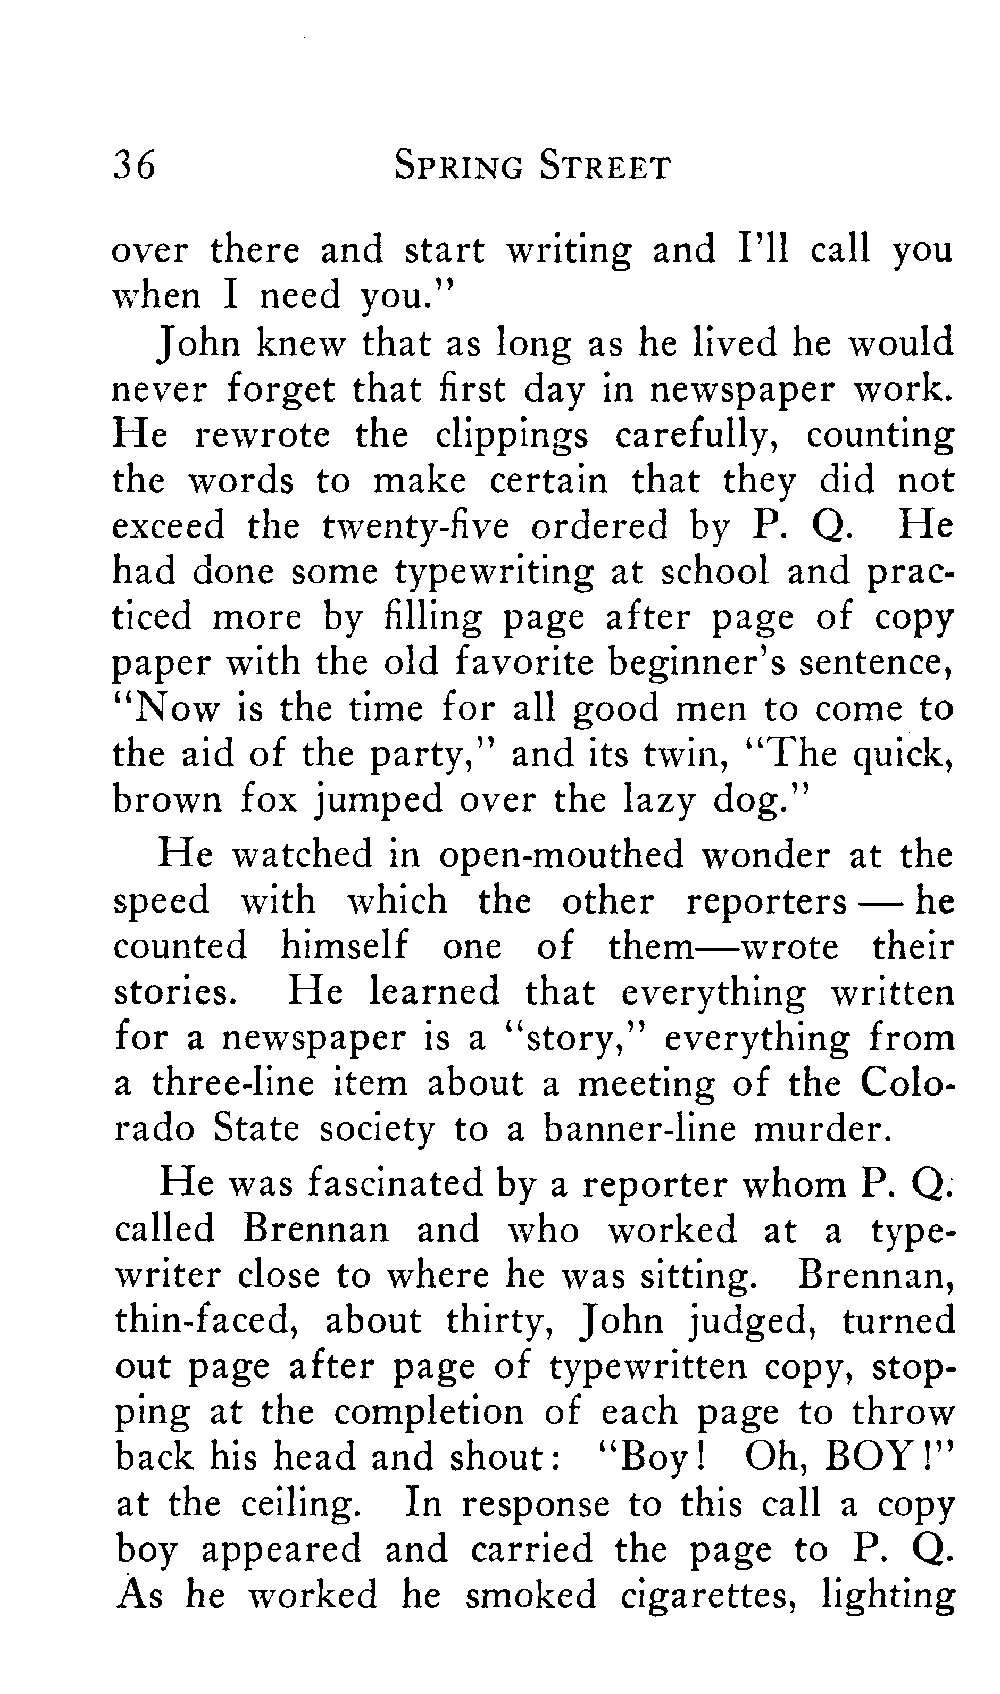 36 SPRING STREET
over there and start writing and I'll call you
when I need you."
John knew that as long as he lived he would
never forget that first day in newspaper work.
He rewrote the clippings carefully, counting
the words to make certain that they did not
exceed the twenty-five ordered by P. Q. He
had done some typewriting at school and prac-
ticed more by filling page after page of copy
paper with the old favorite beginner's sentence,
"Now is the time for all good men to come to
the aid of the party," and its twin, "The quick,
brown fox jumped over the lazy dog."
He watched in open-mouthed wonder at the
speed with which the other reporters — he
counted himself one of them—wrote their
stories. He learned that everything written
for a newspaper is a "story," everything from
a three-line item about a meeting of the Colo-
rado State society to a banner-line murder.
He was fascinated by a reporter whom P. Q.
called Brennan and who worked at a type-
writer close to where he was sitting. Brennan,
thin-faced, about thirty, John judged, turned
out page after page of typewritten copy, stop-
ping at the completion of each page to throw
back his head and shout: "Boy! Oh, BOY!"
at the ceiling. In response to this call a copy
boy appeared and carried the page to P. Q.
As he worked he smoked cigarettes, lighting